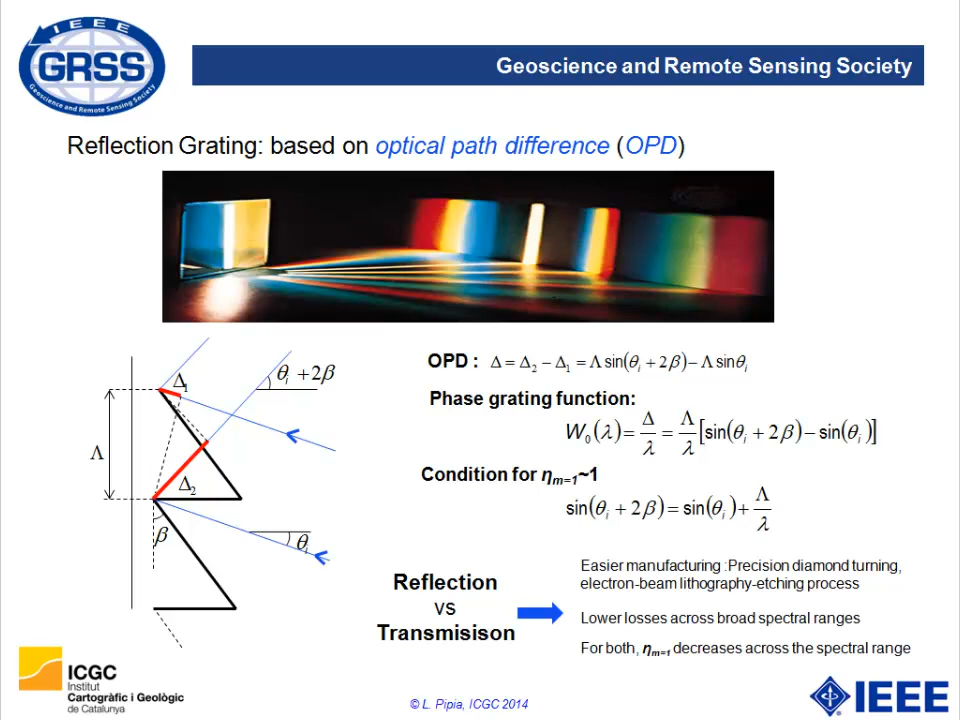 IEEE
GRSS
Geoscience and Remote Sensing Society
Geoscience and Remote Sensing Society
Reflection Grating: based on optical path difference (OPD)
Δ₁
θᵢ + 2β
Λ
Δ₂
β
θᵢ
OPD : Δ = Δ₂ − Δ₁ = Λ sin(θᵢ + 2β) − Λ sinθᵢ
Phase grating function:
W₀(λ) = Δ/λ = Λ/λ [sin(θᵢ + 2β) − sin(θᵢ)]
Condition for ηₘ₌₁~1
sin(θᵢ + 2β) = sin(θᵢ) + Λ/λ
Reflection
vs
Transmisison
Easier manufacturing :Precision diamond turning,
electron-beam lithography-etching process
Lower losses across broad spectral ranges
For both, ηₘ₌₁ decreases across the spectral range
ICGC
Institut
Cartogràfic i Geològic
de Catalunya
© L. Pipia, ICGC 2014
IEEE